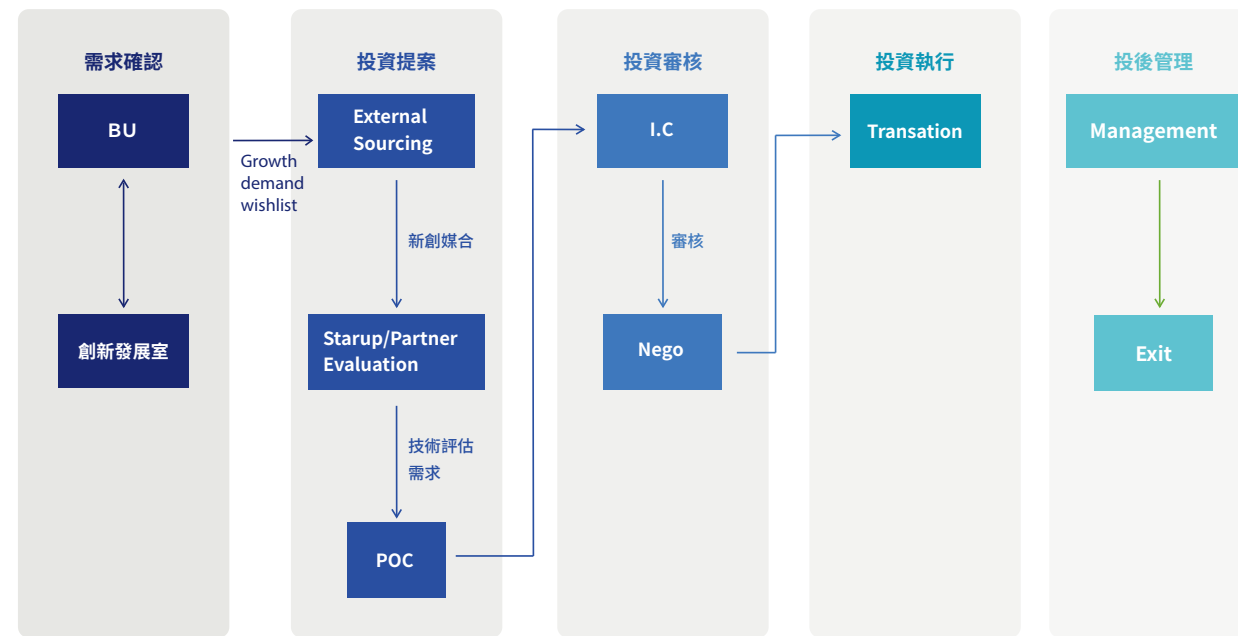 需求確認
BU
創新發展室
Growth
demand
wishlist
投資提案
External
Sourcing
新創媒合
Starup/Partner
Evaluation
技術評估
需求
POC
投資審核
I.C
審核
Nego
投資執行
Transation
投後管理
Management
Exit